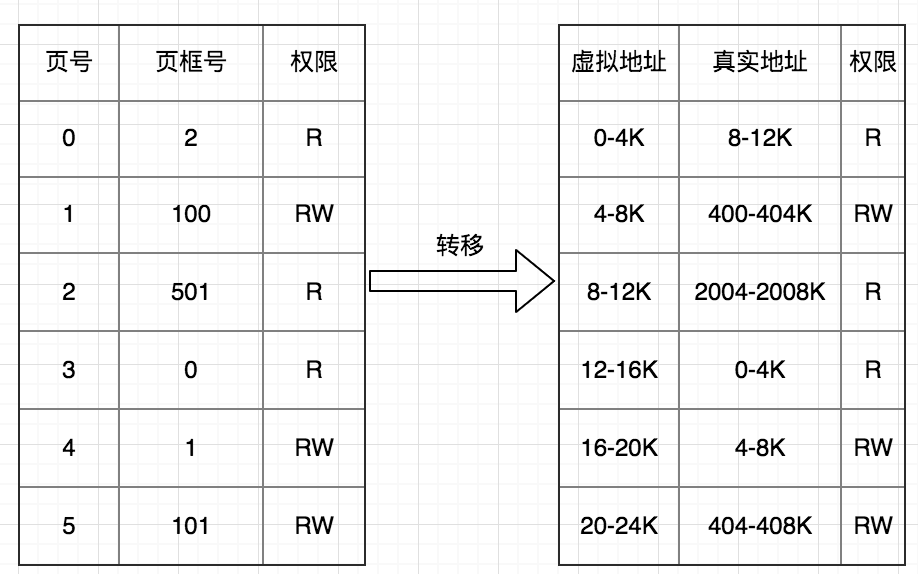 页号 页框号 权限
0 2 R
1 100 RW
2 501 R
3 0 R
4 1 RW
5 101 RW
转移
虚拟地址 真实地址 权限
0-4K 8-12K R
4-8K 400-404K RW
8-12K 2004-2008K R
12-16K 0-4K R
16-20K 4-8K RW
20-24K 404-408K RW